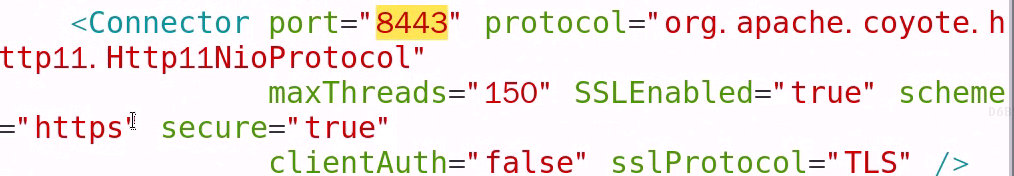 <Connector port="8443" protocol="org.apache.coyote.h
ttp11.Http11NioProtocol"
maxThreads="150" SSLEnabled="true" scheme
="https" secure="true"
clientAuth="false" sslProtocol="TLS" />